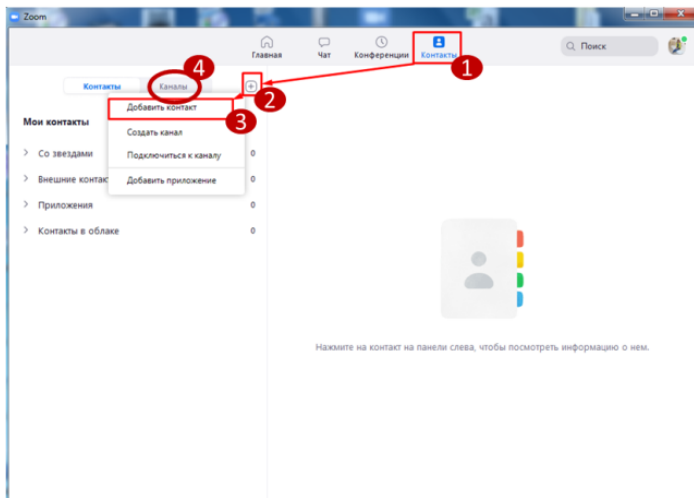 Zoom
Главная Чат Конференции Контакты Поиск
1
4
Контакты Каналы
2
Добавить контакт
3
Мои контакты
Создать канал
Со звездами 0
Подключиться к каналу
Внешние контак 0
Добавить приложение
Приложения 0
Контакты в облаке 0
Нажмите на контакт на панели слева, чтобы посмотреть информацию о нем.